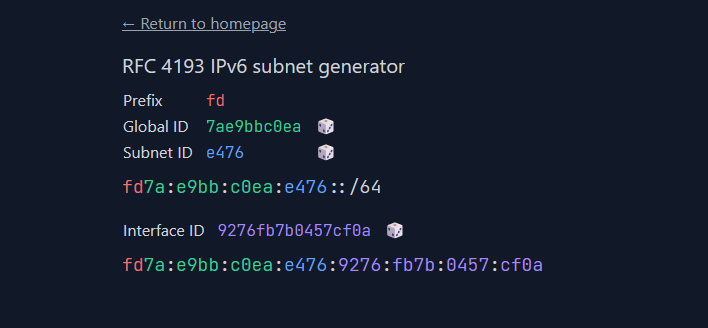 ← Return to homepage
RFC 4193 IPv6 subnet generator
Prefix fd
Global ID 7ae9bbc0ea
Subnet ID e476
fd7a:e9bb:c0ea:e476::/64
Interface ID 9276fb7b0457cf0a
fd7a:e9bb:c0ea:e476:9276:fb7b:0457:cf0a